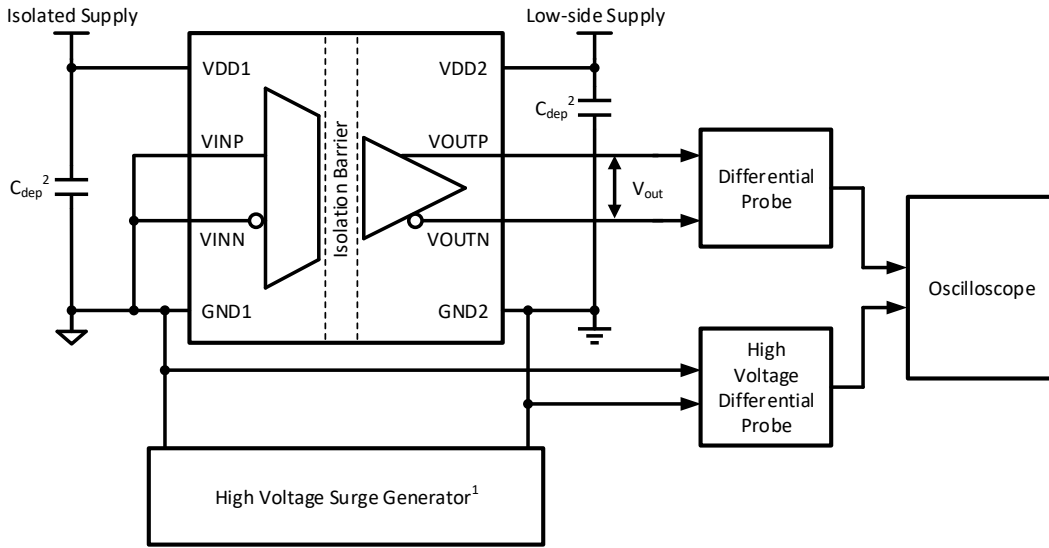 Isolated Supply
Low-side Supply
VDD1
VDD2
C_dep^2
VINP
VOUTP
Isolation Barrier
Differential
Probe
C_dep^2
V_out
VINN
VOUTN
Oscilloscope
GND1
GND2
High
Voltage
Differential
Probe
High Voltage Surge Generator^1